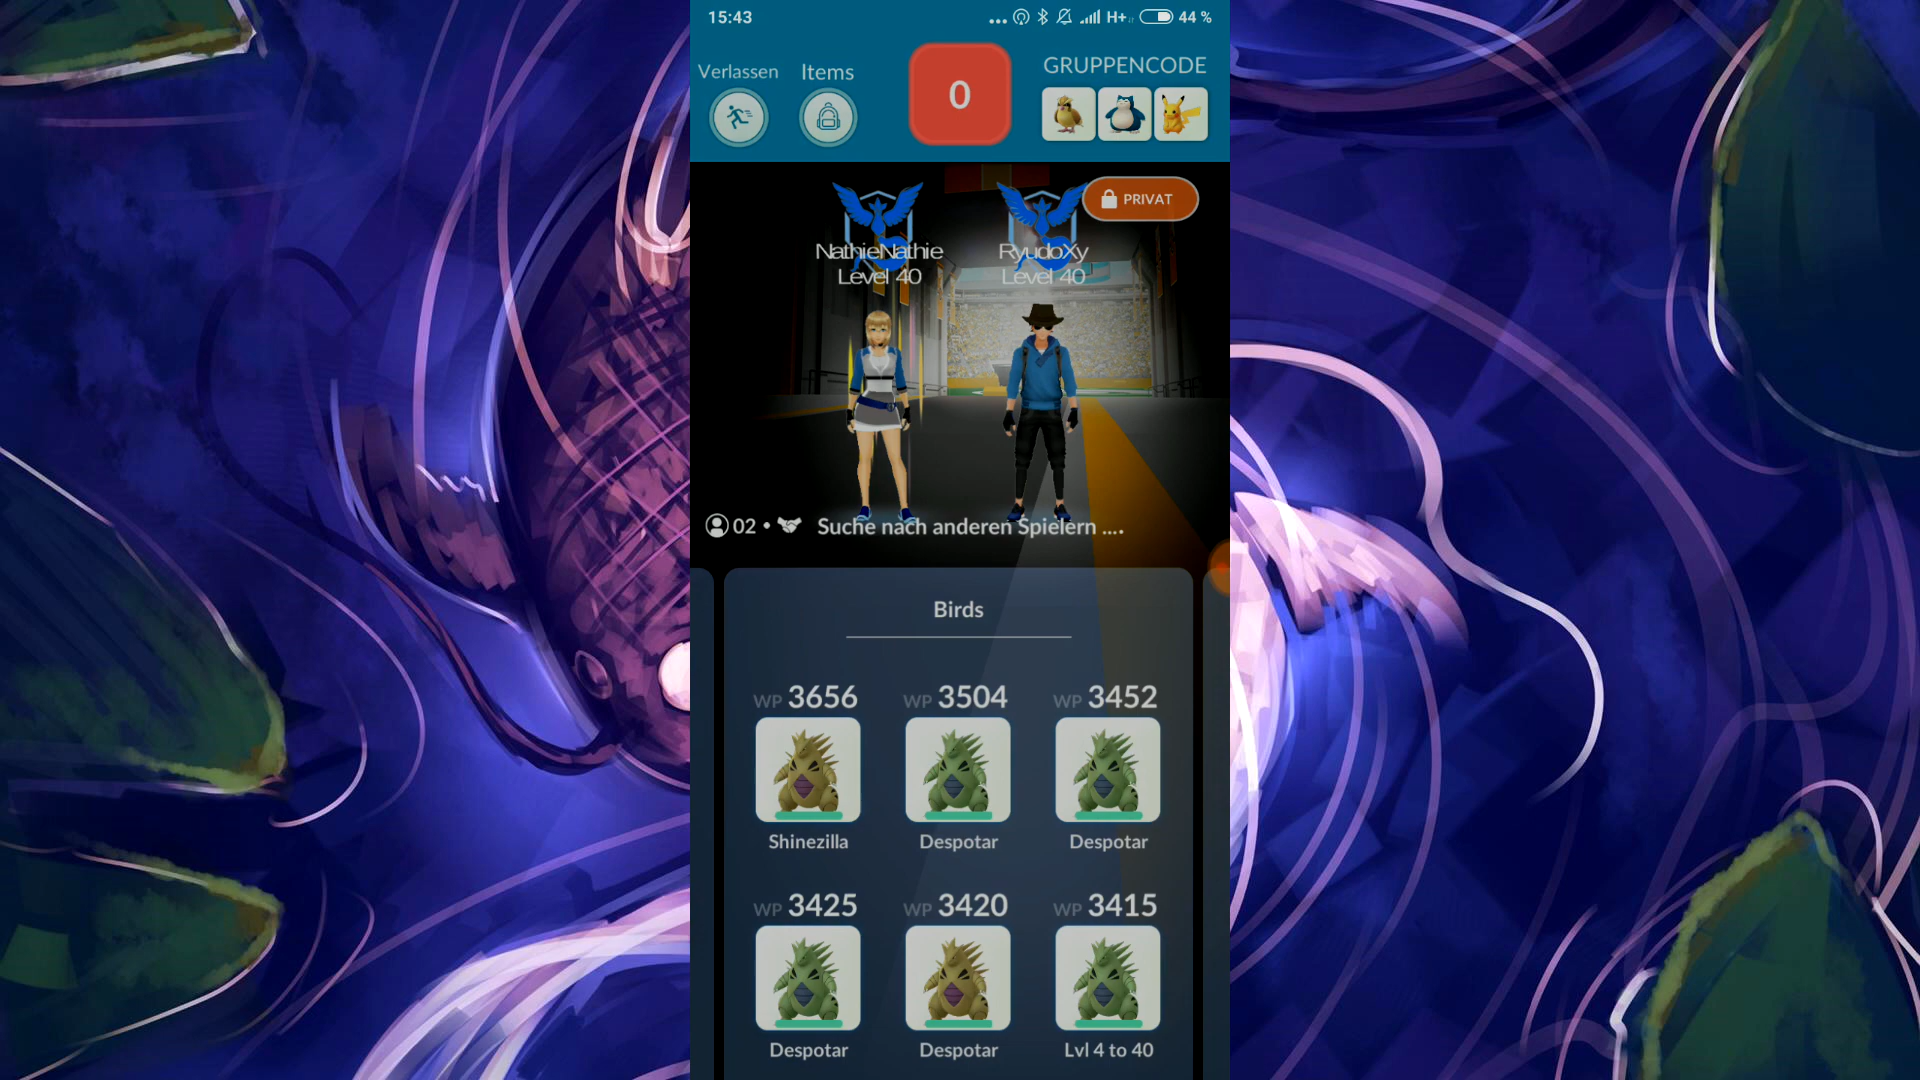 15:43
H+
44 %
Verlassen
Items
0
GRUPPENCODE
PRIVAT
NathieNathie
Level 40
RyudoXy
Level 40
02 • Suche nach anderen Spielern ....
Birds
WP 3656
WP 3504
WP 3452
Shinezilla
Despotar
Despotar
WP 3425
WP 3420
WP 3415
Despotar
Despotar
Lvl 4 to 40